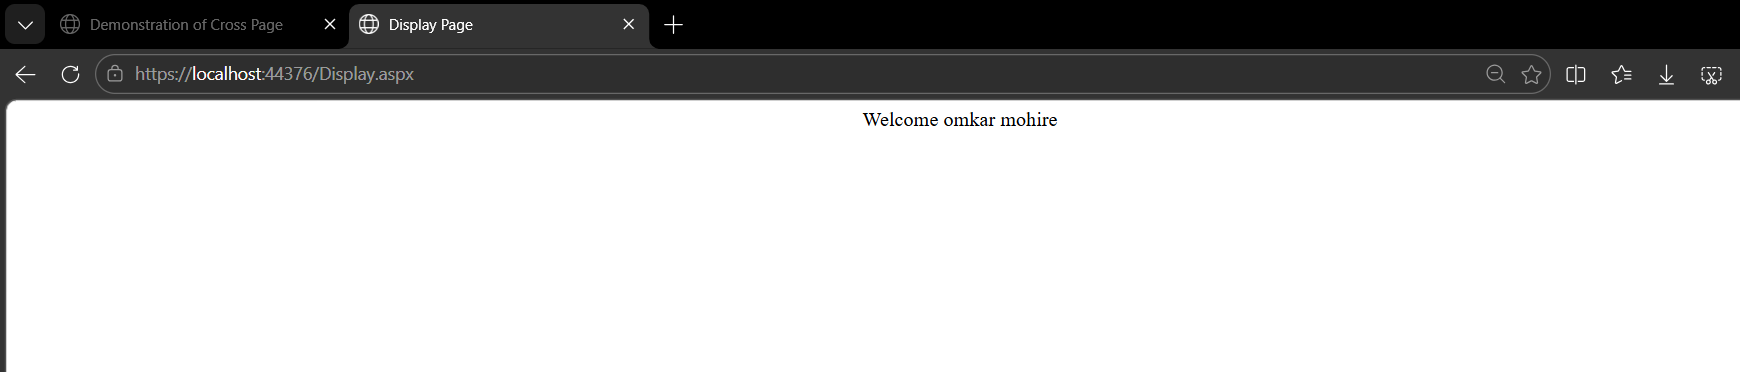 Demonstration of Cross Page
Display Page
https://localhost:44376/Display.aspx
Welcome omkar mohire